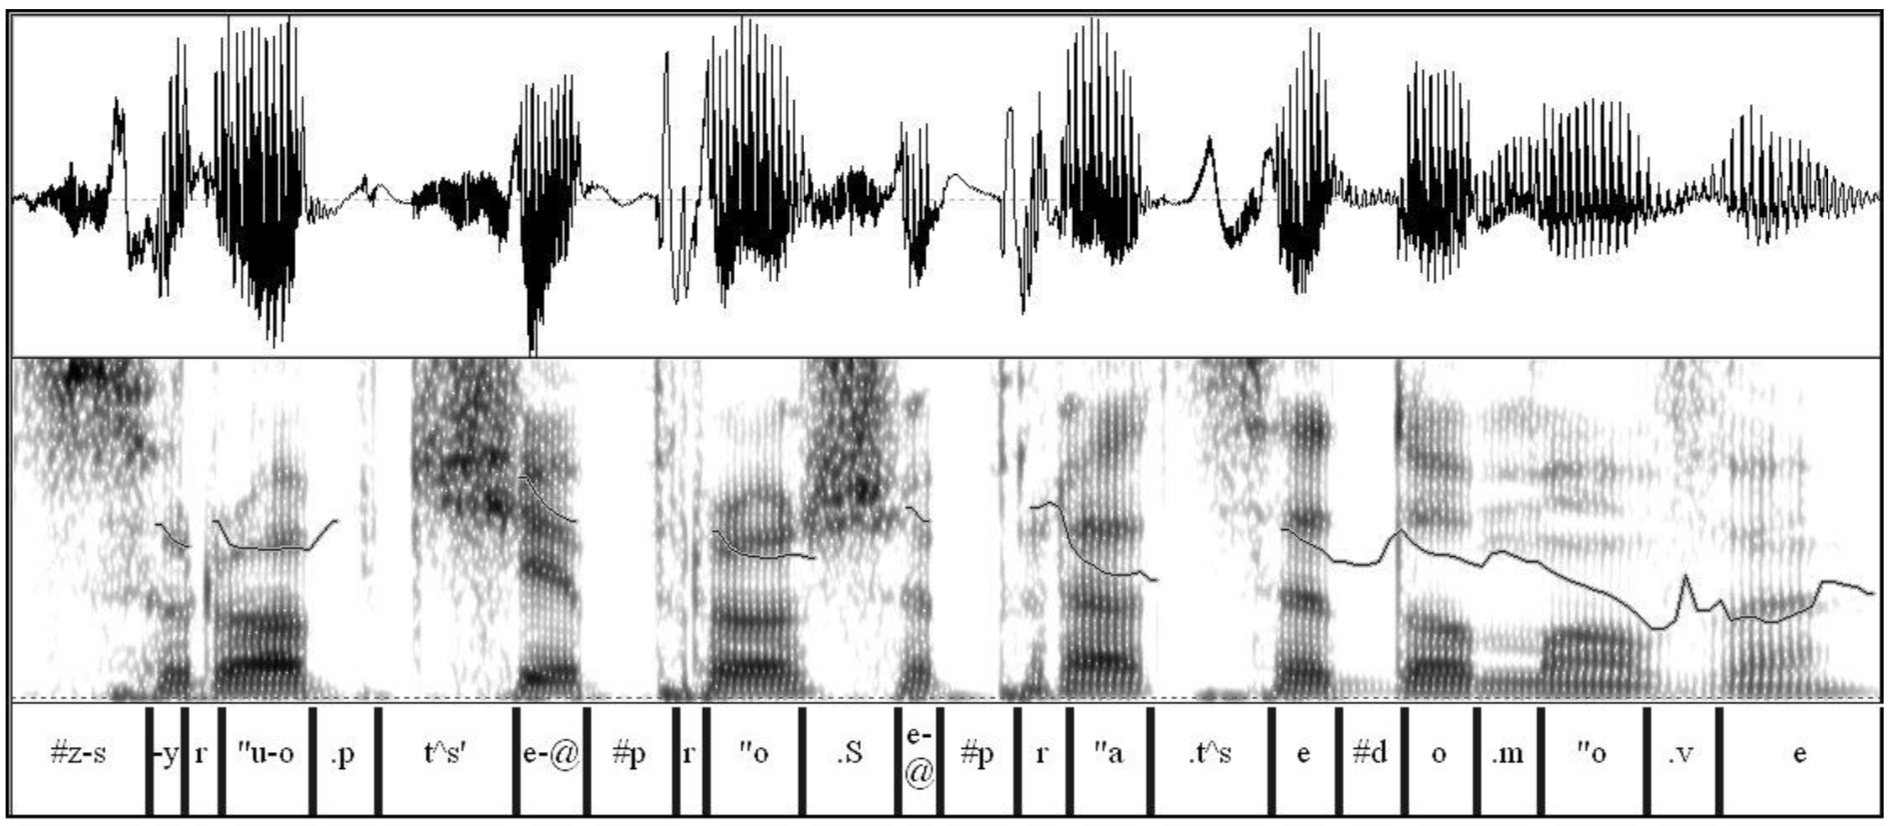 #z-s -y r "u-o .p t^s' e-@ #p r "o .S e-@ #p r "a .t^s e #d o .m "o .v e